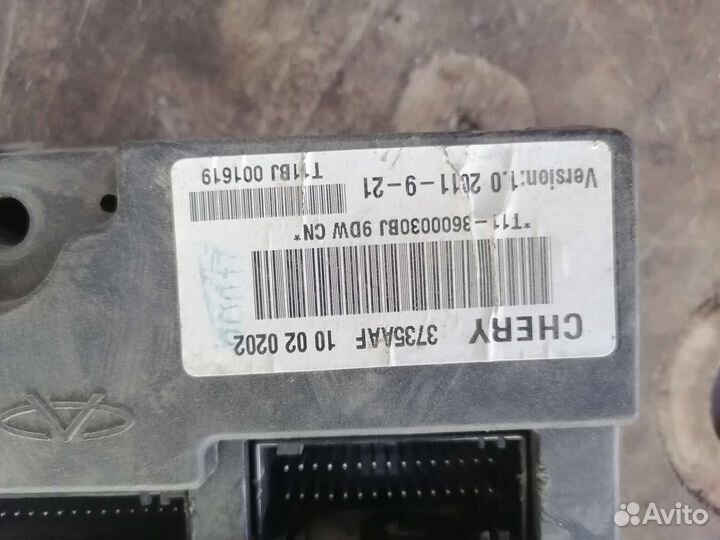 CHERY 3735AAF 10 02 0202
*T11-3600030BJ 9DW CN*
Version:1.0 2011-9-21
T11BJ 001619
Avito